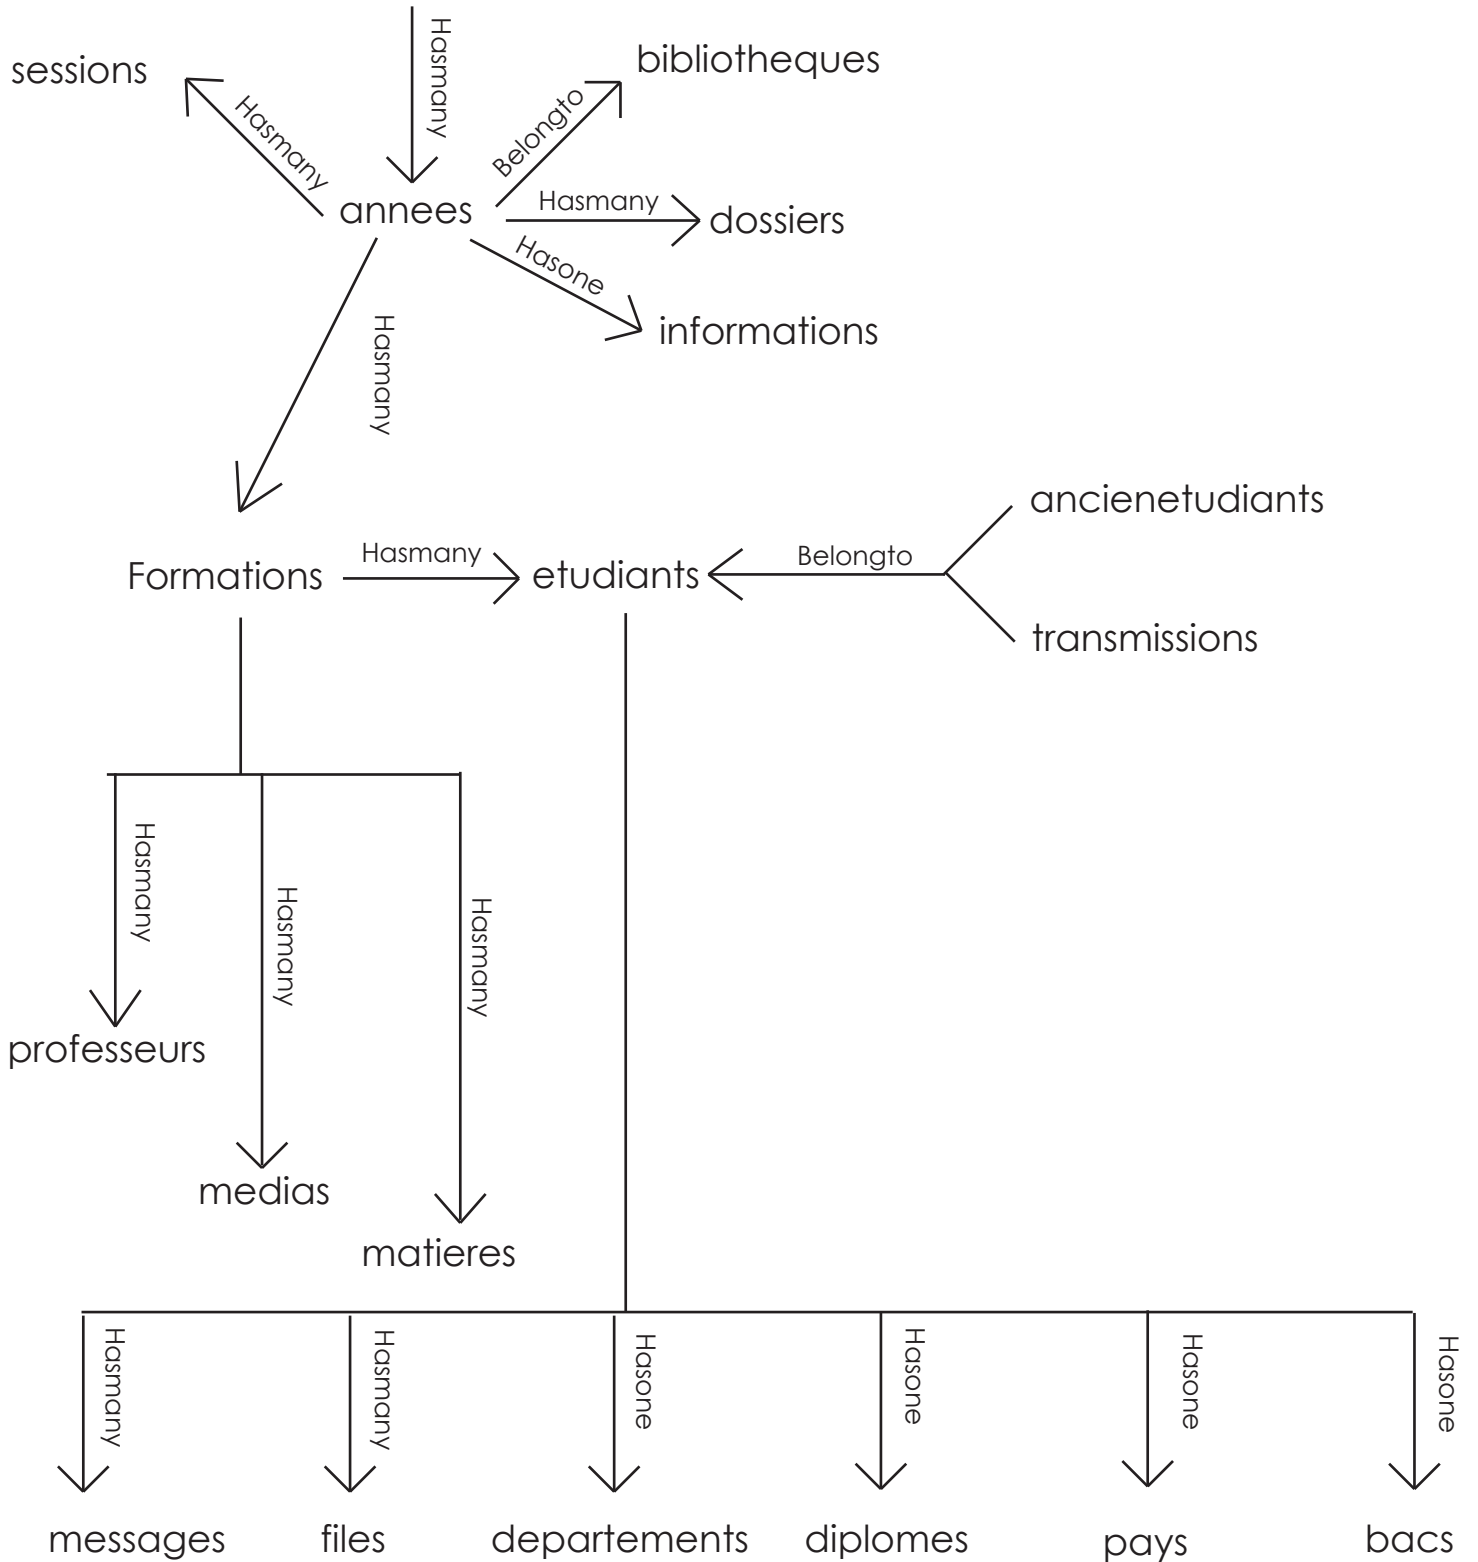 Hasmany
sessions
bibliotheques
Hasmany
Belongto
annees
Hasmany
dossiers
Hasone
informations
Hasmany
ancienetudiants
Formations
Hasmany
etudiants
Belongto
transmissions
Hasmany
Hasmany
Hasmany
professeurs
medias
matieres
Hasmany
Hasmany
Hasone
Hasone
Hasone
Hasone
messages
files
departements
diplomes
pays
bacs